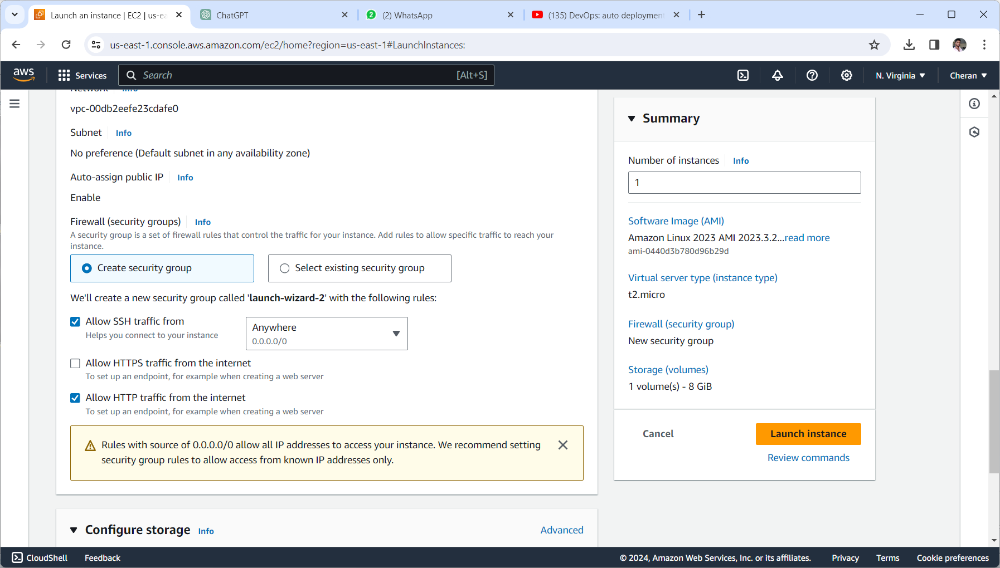 Launch an instance | EC2 | us-ea
ChatGPT
2
(2) WhatsApp
(135) DevOps: auto deployment
us-east-1.console.aws.amazon.com/ec2/home?region=us-east-1#LaunchInstances:
aws
Services
Search
[Alt+S]
N. Virginia
Cheran
Network
Info
vpc-00db2eefe23cdafe0
Subnet
Info
No preference (Default subnet in any availability zone)
Auto-assign public IP
Info
Enable
Firewall (security groups)
Info
A security group is a set of firewall rules that control the traffic for your instance. Add rules to allow specific traffic to reach your
instance.
Create security group
Select existing security group
We'll create a new security group called 'launch-wizard-2' with the following rules:
Allow SSH traffic from
Helps you connect to your instance
Anywhere
0.0.0.0/0
Allow HTTPS traffic from the internet
To set up an endpoint, for example when creating a web server
Allow HTTP traffic from the internet
To set up an endpoint, for example when creating a web server
Rules with source of 0.0.0.0/0 allow all IP addresses to access your instance. We recommend setting
security group rules to allow access from known IP addresses only.
Configure storage
Info
Advanced
Summary
Number of instances
Info
1
Software Image (AMI)
Amazon Linux 2023 AMI 2023.3.2...read more
ami-0440d3b780d96b29d
Virtual server type (instance type)
t2.micro
Firewall (security group)
New security group
Storage (volumes)
1 volume(s) - 8 GiB
Cancel
Launch instance
Review commands
CloudShell
Feedback
© 2024, Amazon Web Services, Inc. or its affiliates.
Privacy
Terms
Cookie preferences